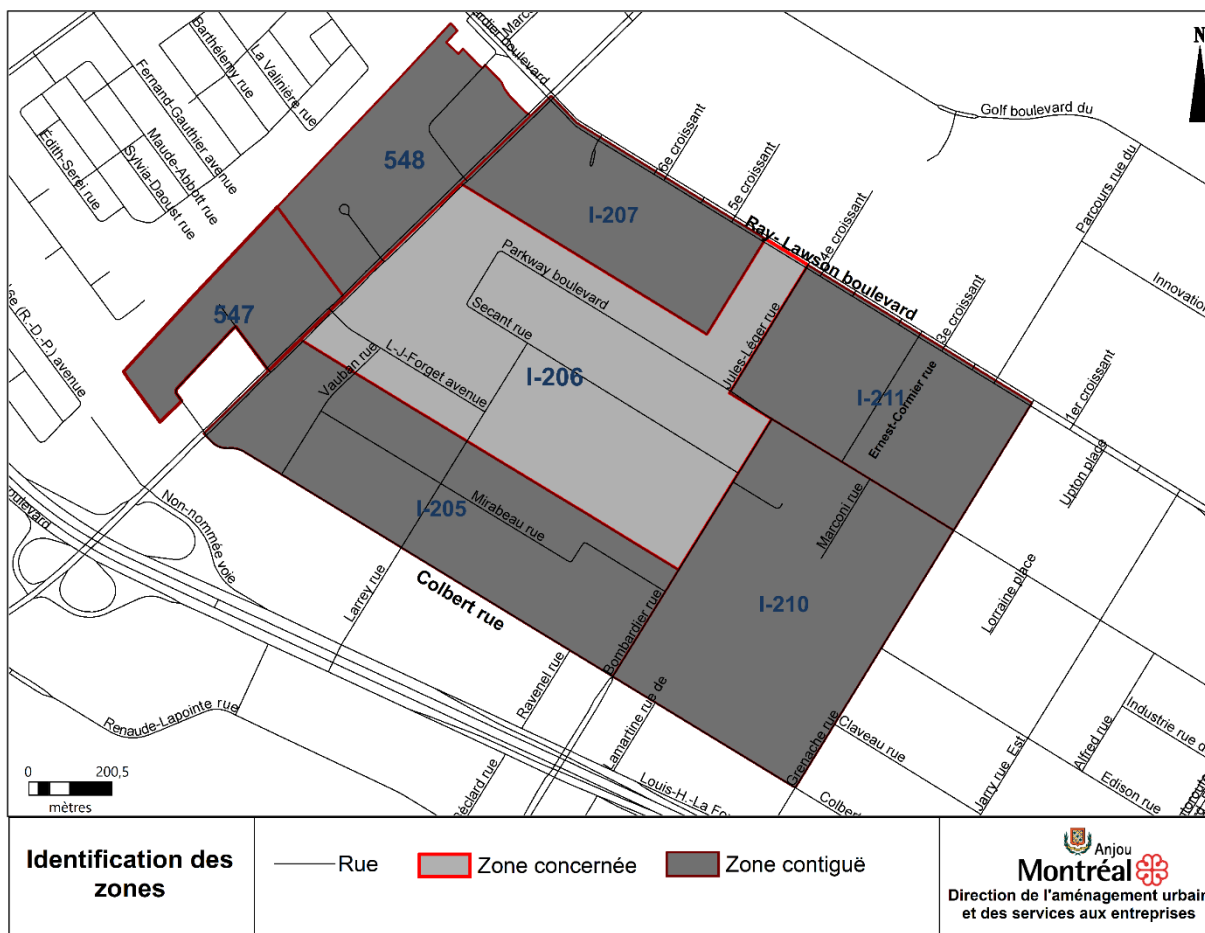 Barthélemy rue
La Valinière rue
Fernand-Gauthier avenue
Maude-Abbott rue
Sylvia-Daoust rue
Édith-Serei rue
boulevard
N
Golf boulevard du
Parcours rue du
Innovation
548
547
6e croissant
5e croissant
4e croissant
3e croissant
1er croissant
I-207
Ray- Lawson boulevard
Parkway boulevard
Secant rue
Jules-Léger rue
L-J-Forget avenue
Vauban rue
I-206
I-211
Ernest-Cormier rue
Upton place
(R.-D.-P.) avenue
Non-nommée voie
I-205
Mirabeau rue
Marconi rue
Larrey rue
Colbert rue
I-210
Lorraine place
Bombardier rue
Ravenel rue
Lamartine rue de
Grenache rue
Claveau rue
Renaude-Lapointe rue
Jarry rue Est
Alfred rue
Industrie rue d
Edison rue
Louis-H.-La Fo
Colbert
0 200,5
mètres
Identification des
zones
Rue
Zone concernée
Zone contiguë
Anjou
Montréal
Direction de l'aménagement urbain
et des services aux entreprises